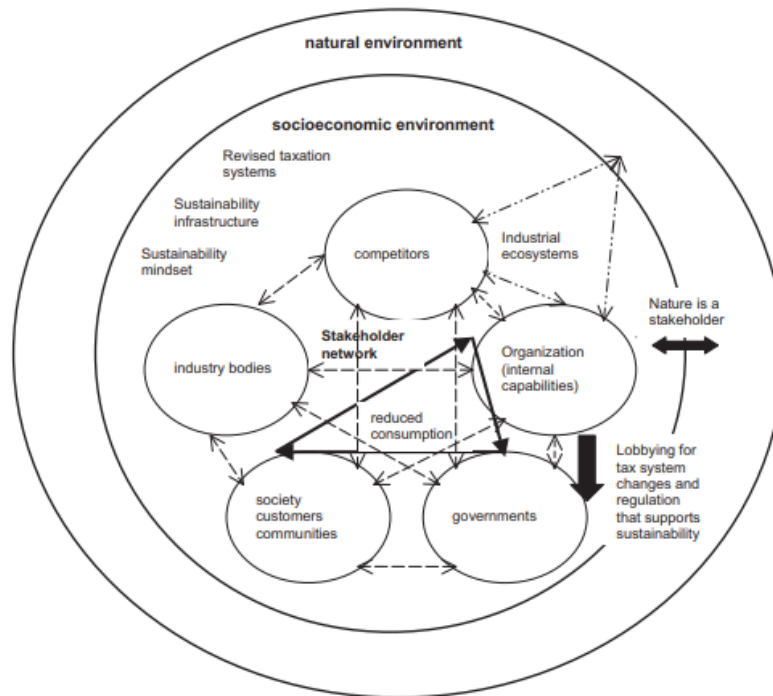 natural environment
socioeconomic environment
Revised taxation
systems
Sustainability
infrastructure
Sustainability
mindset
competitors
Industrial
ecosystems
Nature is a
stakeholder
industry bodies
Stakeholder
network
Organization
(internal
capabilities)
reduced
consumption
Lobbying for
tax system
changes and
regulation
that supports
sustainability
society
customers
communities
governments